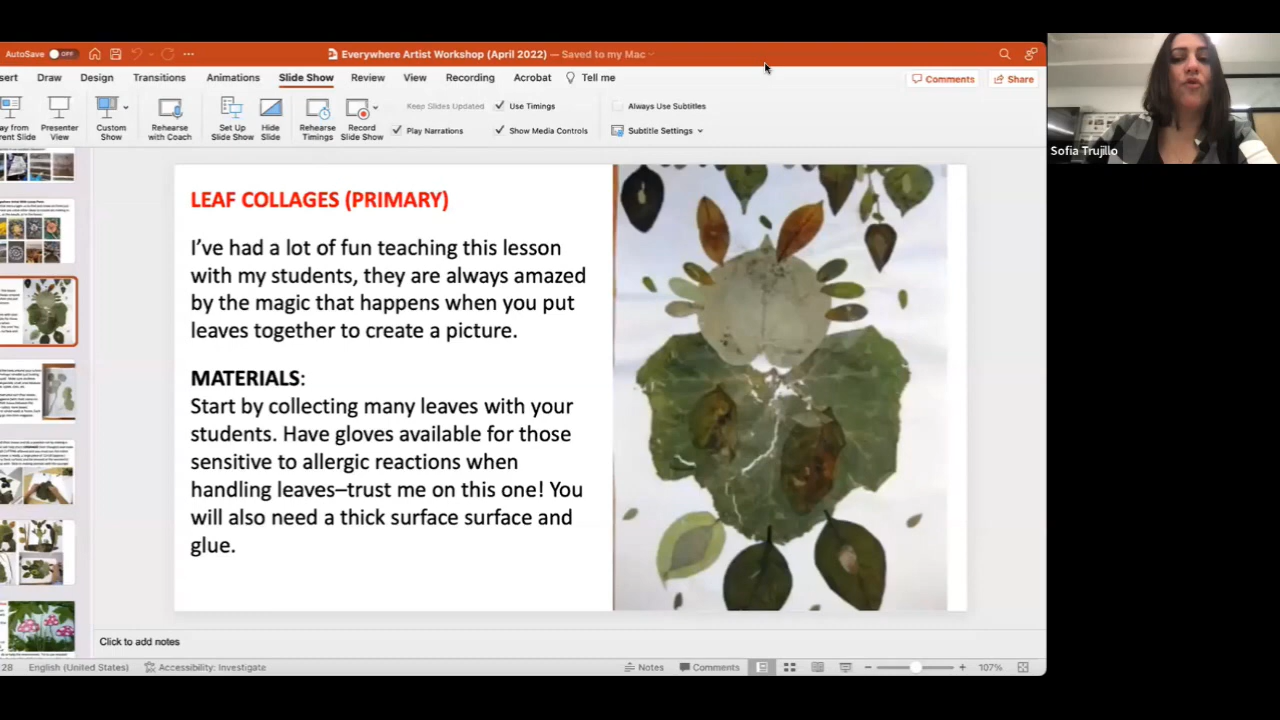 AutoSave OFF
Everywhere Artist Workshop (April 2022) — Saved to my Mac
sert Draw Design Transitions Animations Slide Show Review View Recording Acrobat Tell me
Comments Share
Presenter View
Custom Show
Rehearse with Coach
Set Up Slide Show
Hide Slide
Rehearse Timings
Record Slide Show
Keep Slides Updated
Use Timings
Play Narrations
Show Media Controls
Always Use Subtitles
Subtitle Settings
Sofia Trujillo
LEAF COLLAGES (PRIMARY)
I've had a lot of fun teaching this lesson
with my students, they are always amazed
by the magic that happens when you put
leaves together to create a picture.
MATERIALS:
Start by collecting many leaves with your
students. Have gloves available for those
sensitive to allergic reactions when
handling leaves–trust me on this one! You
will also need a thick surface surface and
glue.
Click to add notes
28 English (United States) Accessibility: Investigate
Notes Comments 107%